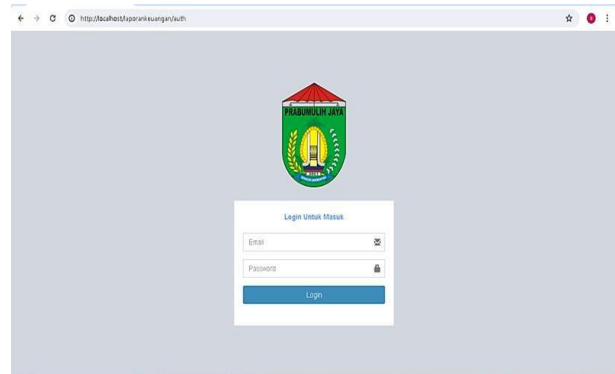 http://localhost/laporankeuangan/auth
PRABUMULIH JAYA
Login Untuk Masuk
Email
Password
Login